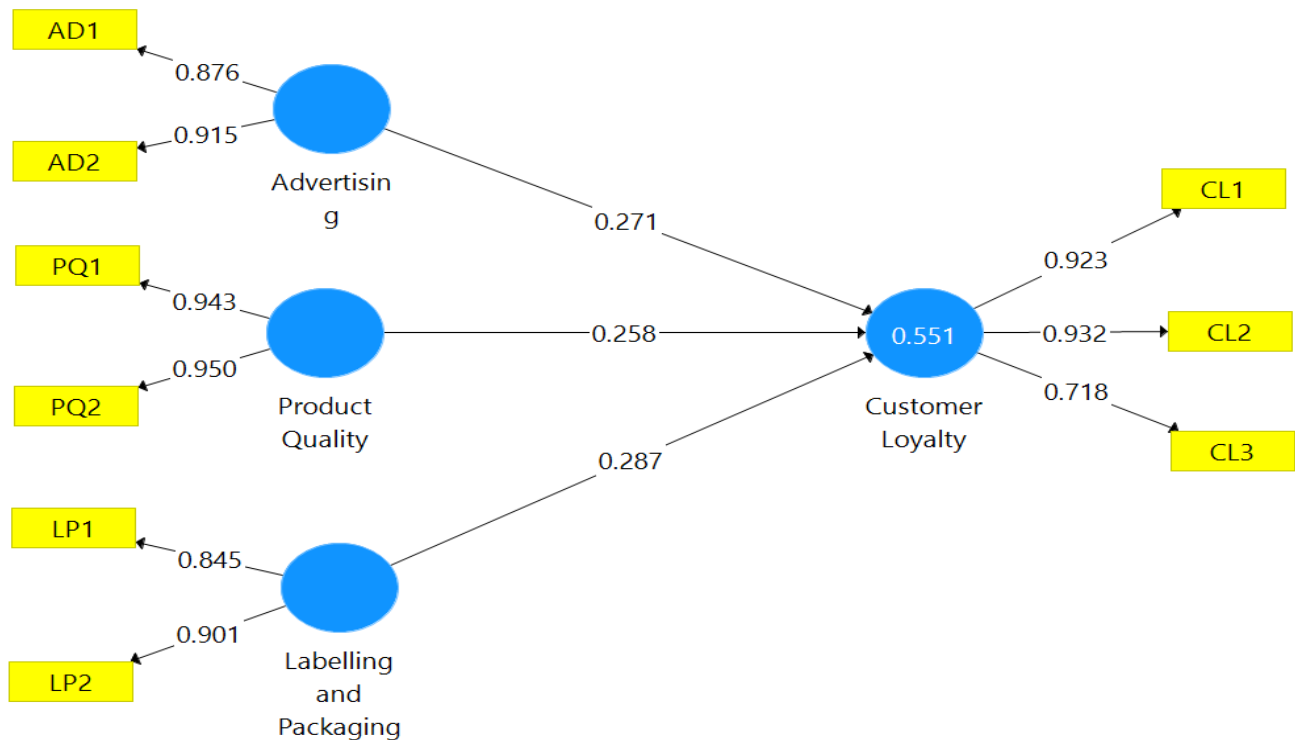 AD1
0.876
0.915
AD2
Advertisin
g
0.271
PQ1
0.943
0.950
PQ2
Product
Quality
0.258
LP1
0.845
0.901
LP2
Labelling
and
Packaging
0.287
0.551
Customer
Loyalty
0.923
CL1
0.932
CL2
0.718
CL3